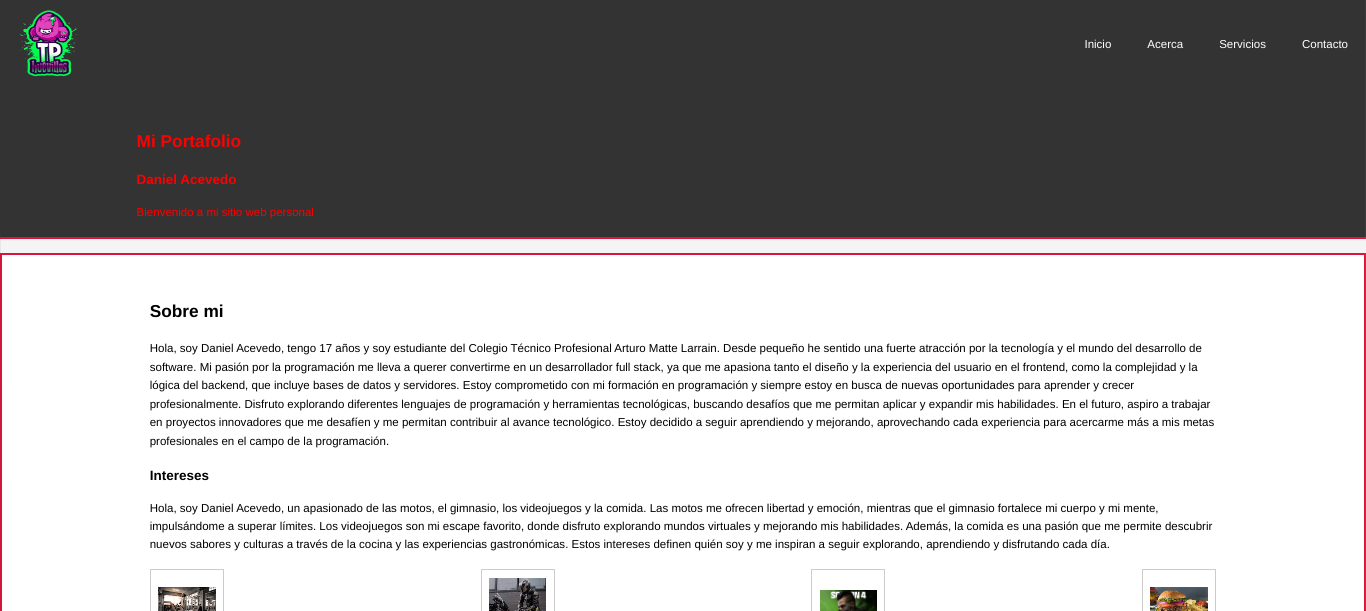 TP
Inicio Acerca Servicios Contacto
Mi Portafolio
Daniel Acevedo
Bienvenido a mi sitio web personal
Sobre mi
Hola, soy Daniel Acevedo, tengo 17 años y soy estudiante del Colegio Técnico Profesional Arturo Matte Larrain. Desde pequeño he sentido una fuerte atracción por la tecnología y el mundo del desarrollo de
software. Mi pasión por la programación me lleva a querer convertirme en un desarrollador full stack, ya que me apasiona tanto el diseño y la experiencia del usuario en el frontend, como la complejidad y la
lógica del backend, que incluye bases de datos y servidores. Estoy comprometido con mi formación en programación y siempre estoy en busca de nuevas oportunidades para aprender y crecer
profesionalmente. Disfruto explorando diferentes lenguajes de programación y herramientas tecnológicas, buscando desafíos que me permitan aplicar y expandir mis habilidades. En el futuro, aspiro a trabajar
en proyectos innovadores que me desafíen y me permitan contribuir al avance tecnológico. Estoy decidido a seguir aprendiendo y mejorando, aprovechando cada experiencia para acercarme más a mis metas
profesionales en el campo de la programación.
Intereses
Hola, soy Daniel Acevedo, un apasionado de las motos, el gimnasio, los videojuegos y la comida. Las motos me ofrecen libertad y emoción, mientras que el gimnasio fortalece mi cuerpo y mi mente,
impulsándome a superar límites. Los videojuegos son mi escape favorito, donde disfruto explorando mundos virtuales y mejorando mis habilidades. Además, la comida es una pasión que me permite descubrir
nuevos sabores y culturas a través de la cocina y las experiencias gastronómicas. Estos intereses definen quién soy y me inspiran a seguir explorando, aprendiendo y disfrutando cada día.